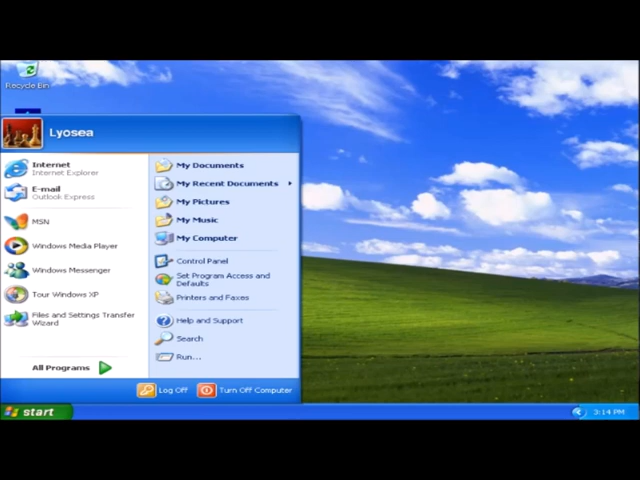 Recycle Bin
Lyosea
Internet
Internet Explorer
E-mail
Outlook Express
MSN
Windows Media Player
Windows Messenger
Tour Windows XP
Files and Settings Transfer
Wizard
All Programs
My Documents
My Recent Documents
My Pictures
My Music
My Computer
Control Panel
Set Program Access and
Defaults
Printers and Faxes
Help and Support
Search
Run...
Log Off
Turn Off Computer
start
3:14 PM